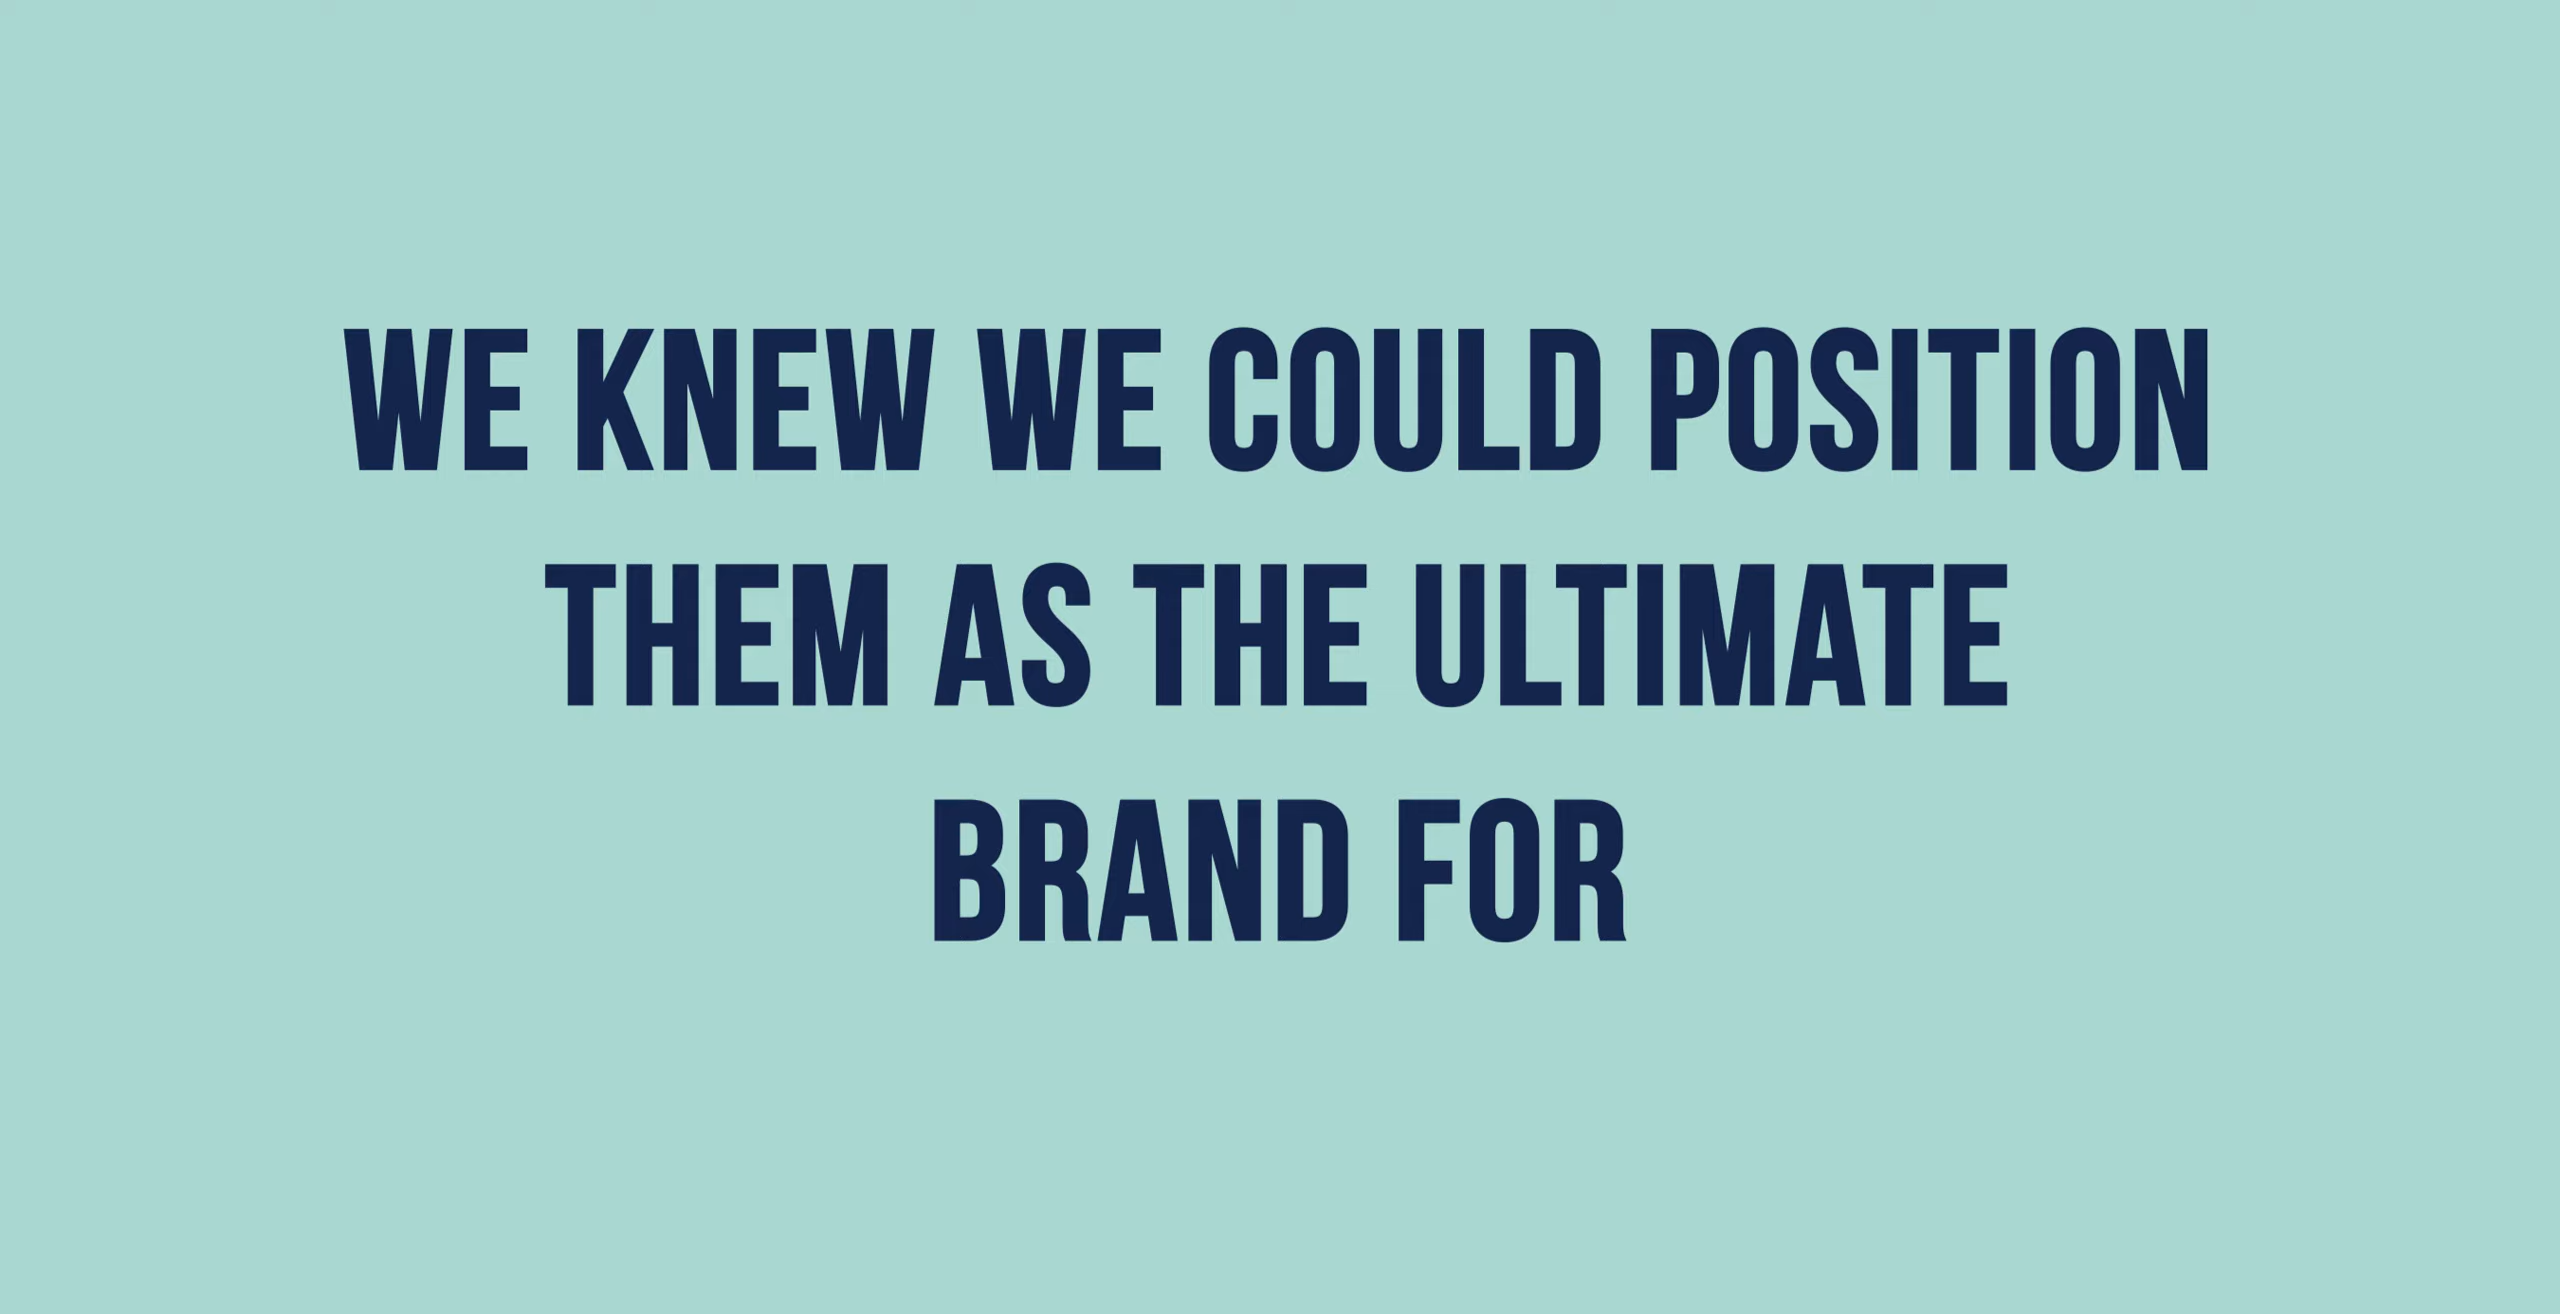 WE KNEW WE COULD POSITION
THEM AS THE ULTIMATE
BRAND FOR